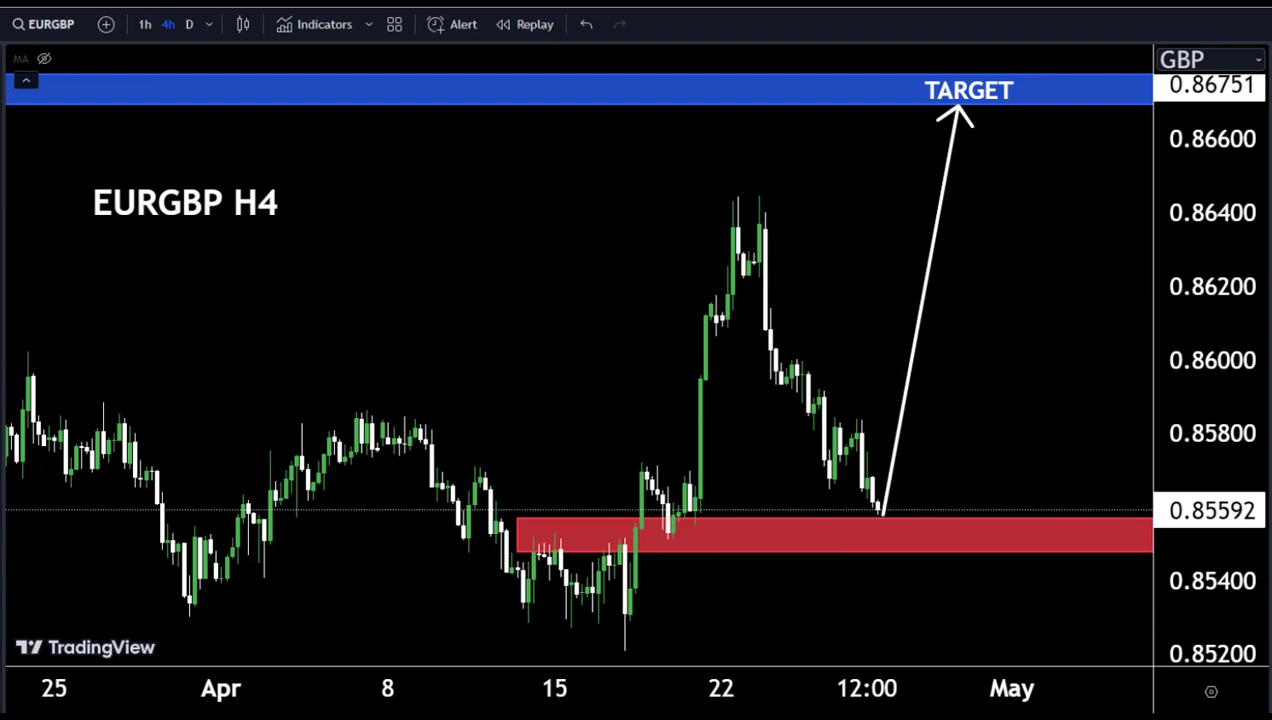 EURGBP 1h 4h D Indicators Alert Replay
MA
GBP
TARGET
0.86751
0.86600
EURGBP H4
0.86400
0.86200
0.86000
0.85800
0.85592
0.85400
TradingView
0.85200
25 Apr 8 15 22 12:00 May